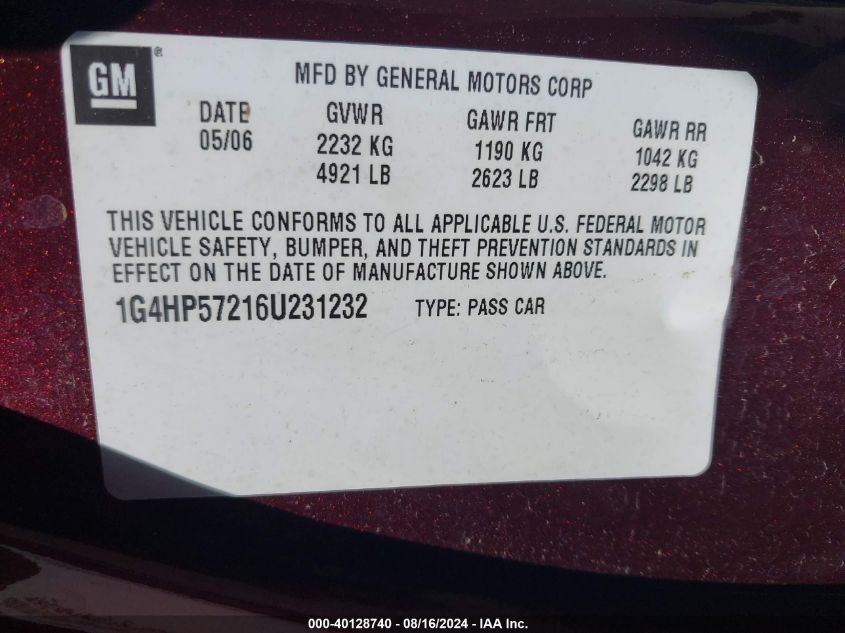 GM®
MFD BY GENERAL MOTORS CORP
DATE GVWR GAWR FRT GAWR RR
05/06 2232 KG 1190 KG 1042 KG
4921 LB 2623 LB 2298 LB
THIS VEHICLE CONFORMS TO ALL APPLICABLE U.S. FEDERAL MOTOR
VEHICLE SAFETY, BUMPER, AND THEFT PREVENTION STANDARDS IN
EFFECT ON THE DATE OF MANUFACTURE SHOWN ABOVE.
1G4HP57216U231232 TYPE: PASS CAR
000-40128740 - 08/16/2024 - IAA Inc.